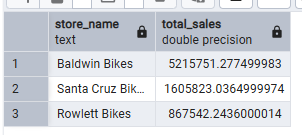 store_name total_sales
text double precision
1 Baldwin Bikes 5215751.277499983
2 Santa Cruz Bik... 1605823.0364999974
3 Rowlett Bikes 867542.2436000014